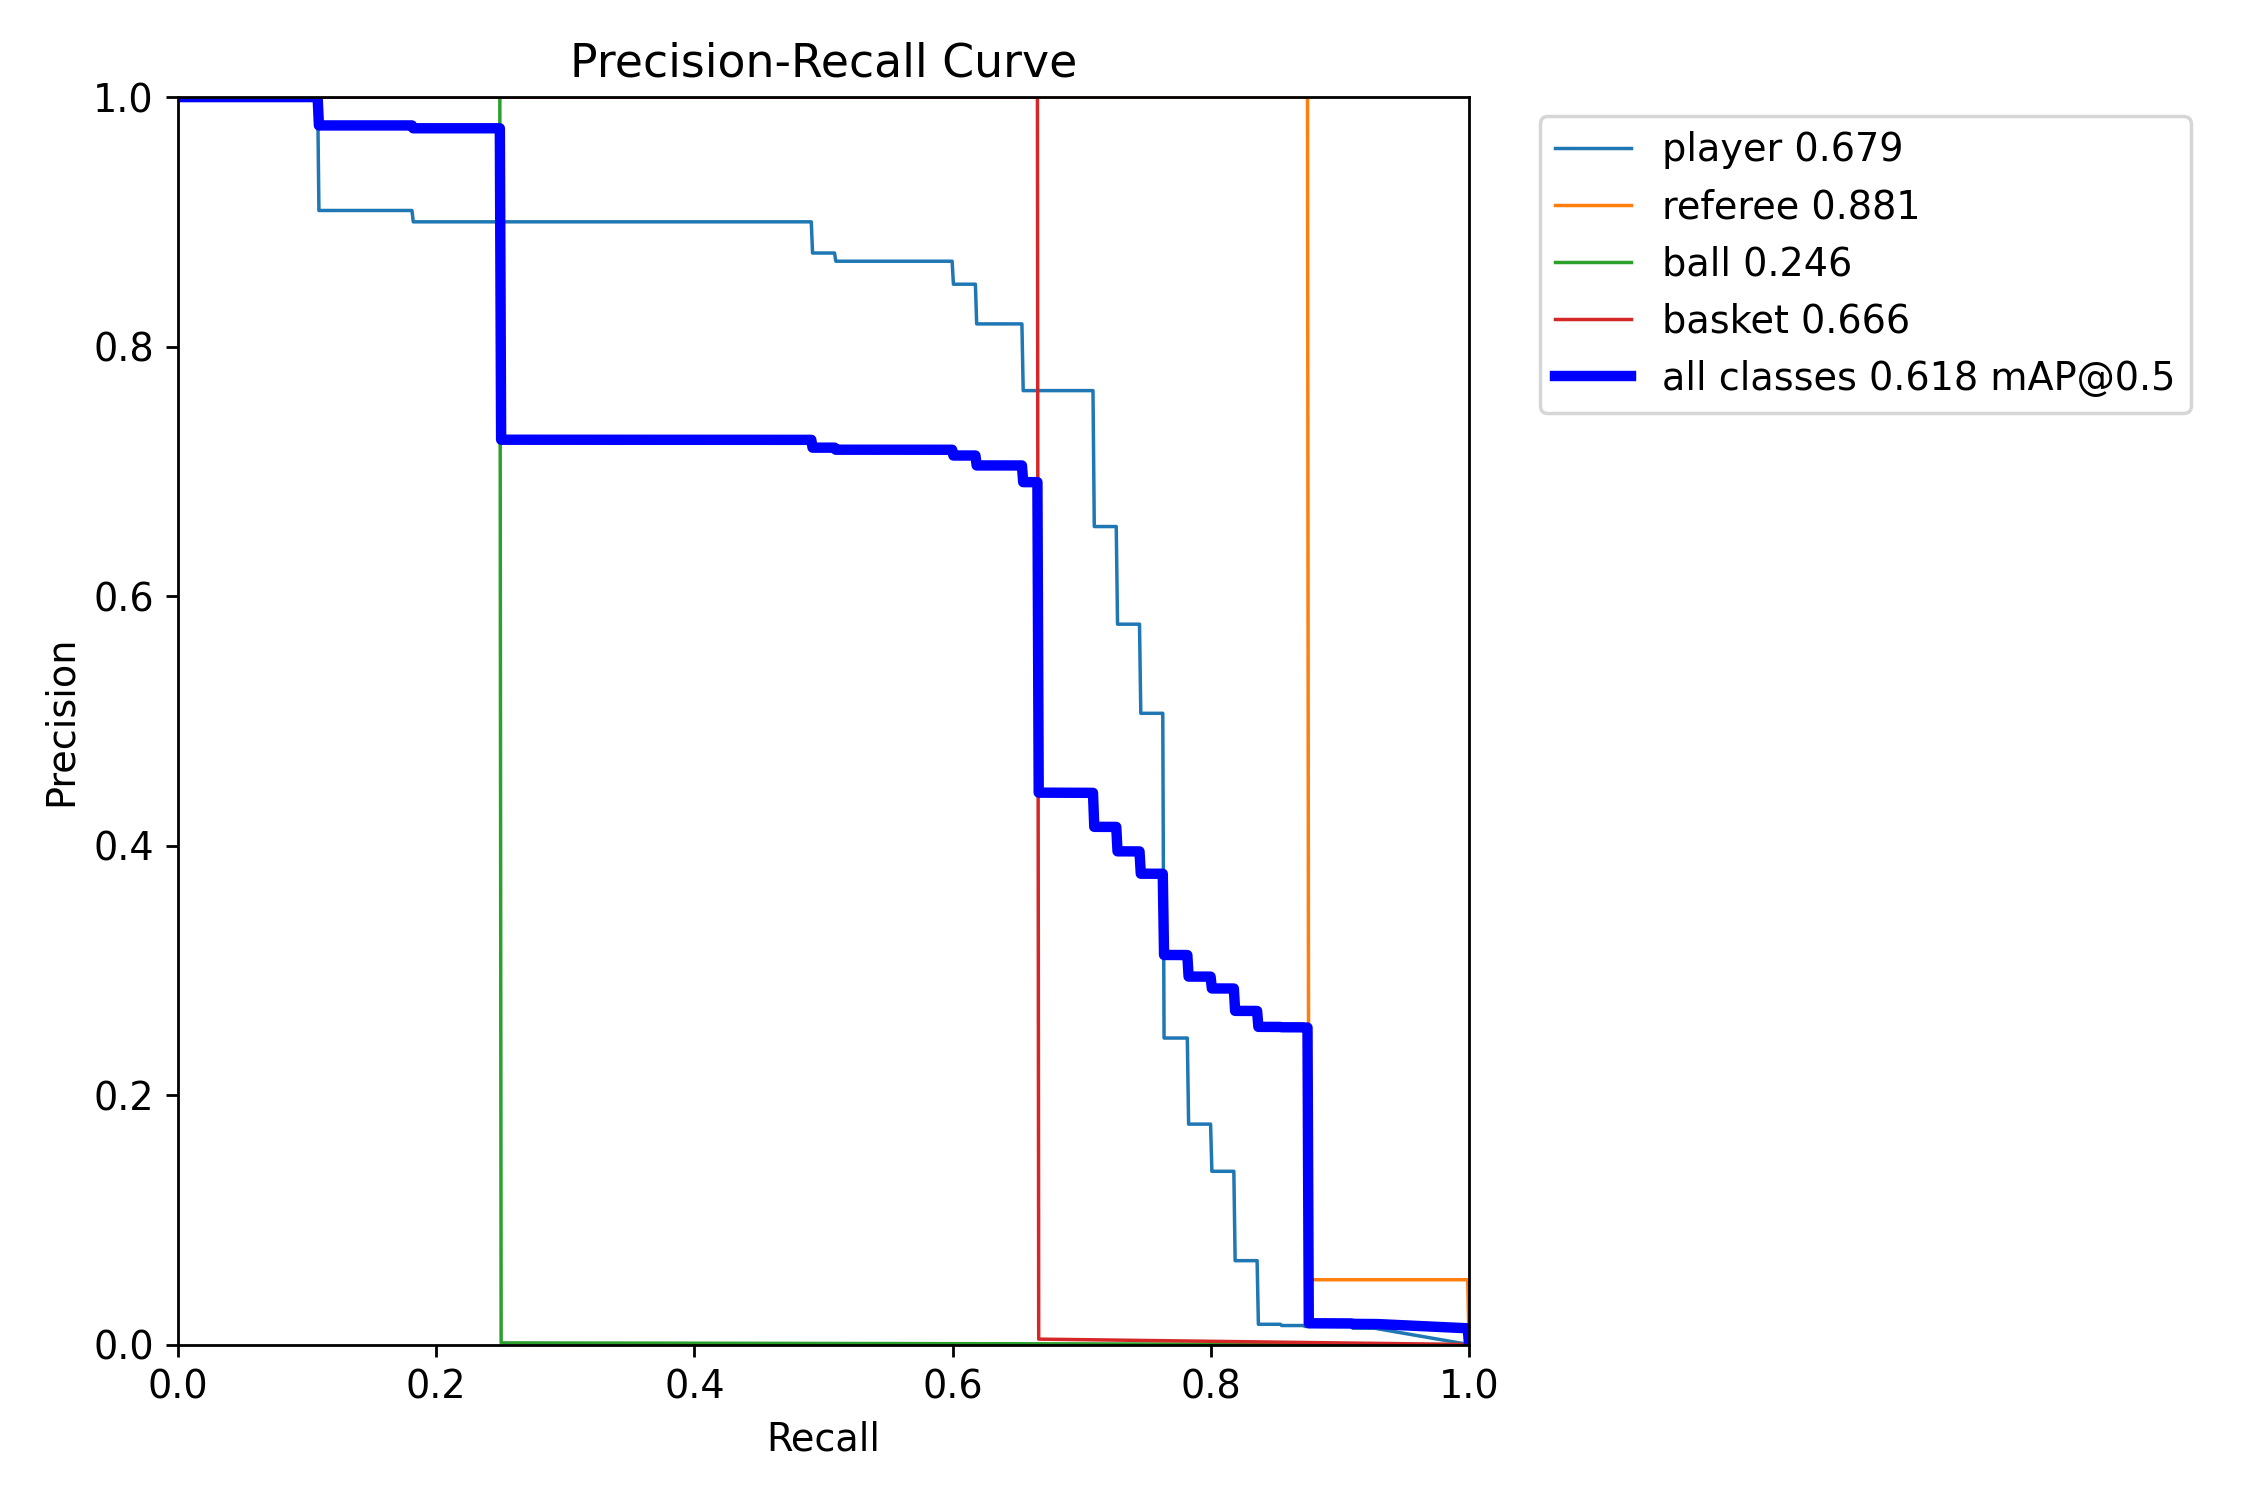 Precision-Recall Curve
1.0
0.8
0.6
0.4
0.2
0.0
Precision
0.0 0.2 0.4 0.6 0.8 1.0
Recall
player 0.679
referee 0.881
ball 0.246
basket 0.666
all classes 0.618 mAP@0.5